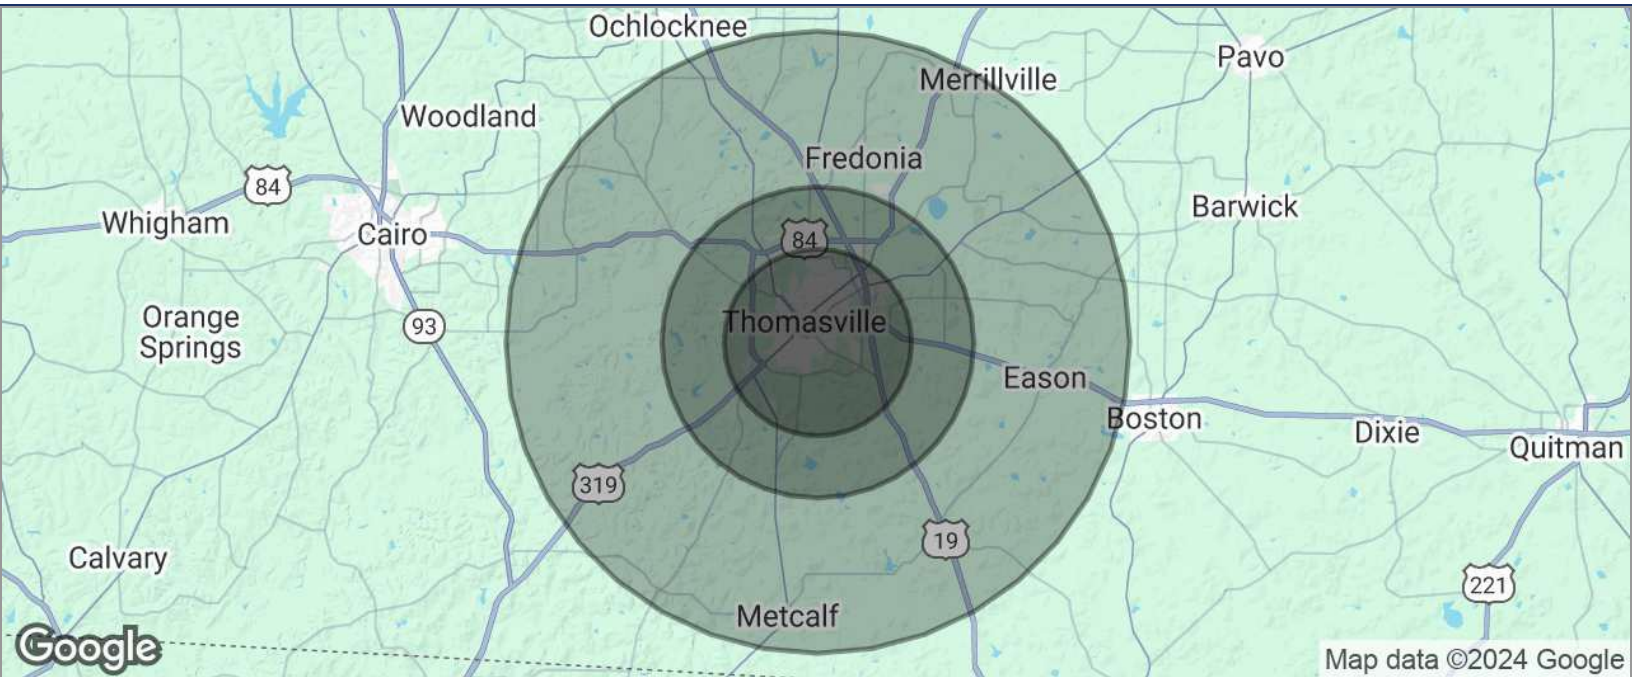 Ochlocknee
Pavo
Merrillville
Woodland
Fredonia
84
Whigham
Barwick
Cairo
84
Orange
Springs
93
Thomasville
Eason
Boston
Dixie
Quitman
319
19
Calvary
221
Metcalf
Google
Map data ©2024 Google